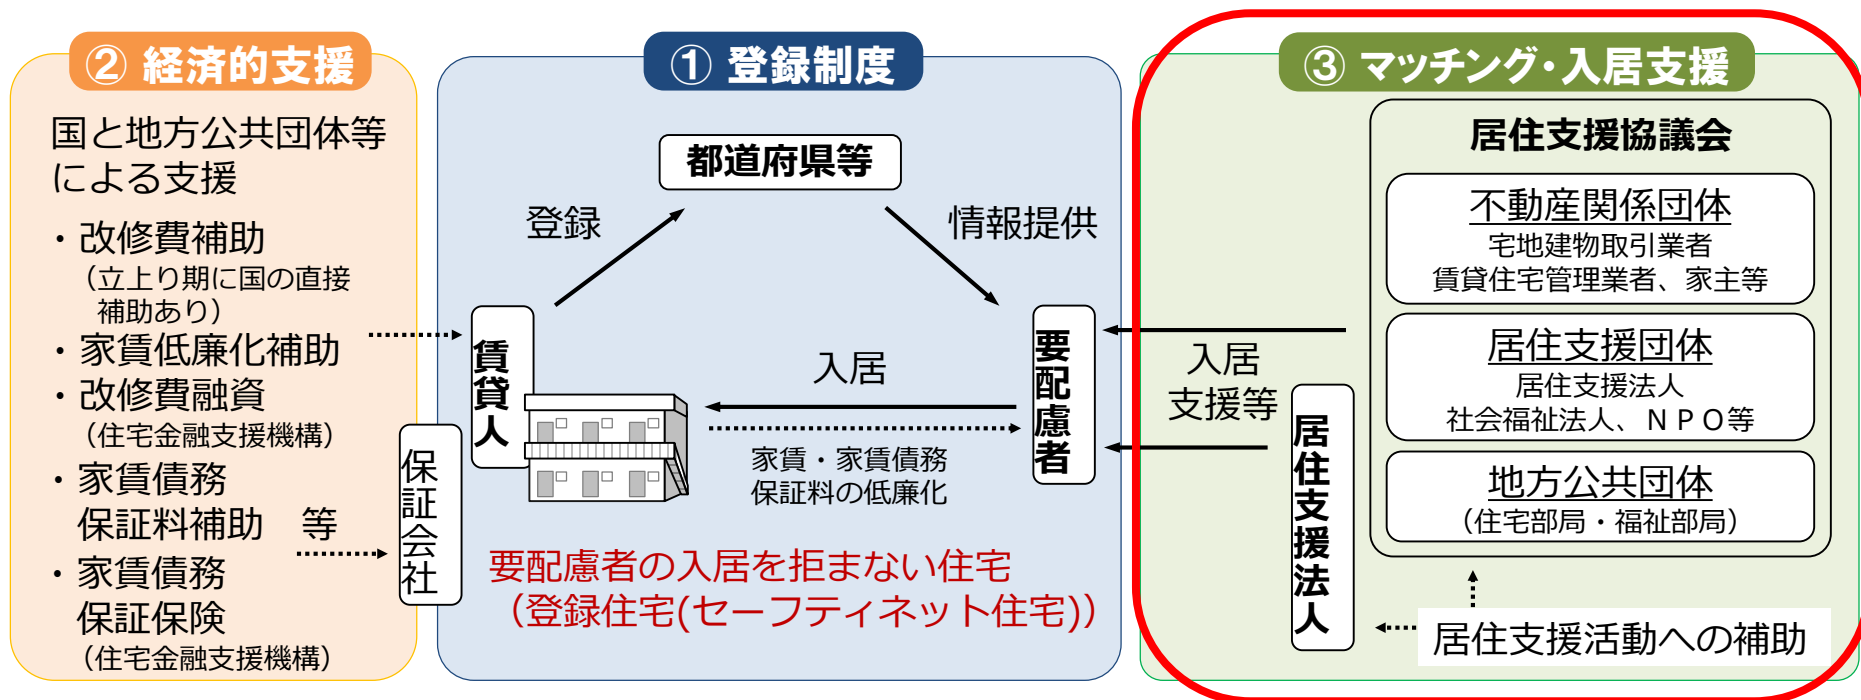 ② 経済的支援
国と地方公共団体等
による支援
・改修費補助
（立上り期に国の直接
補助あり）
・家賃低廉化補助
・改修費融資
（住宅金融支援機構）
・家賃債務
保証料補助　等
・家賃債務
保証保険
（住宅金融支援機構）
保証会社
① 登録制度
都道府県等
登録
情報提供
賃貸人
入居
要配慮者
家賃・家賃債務
保証料の低廉化
要配慮者の入居を拒まない住宅
（登録住宅(セーフティネット住宅)）
③ マッチング・入居支援
入居
支援等
居住支援法人
居住支援協議会
不動産関係団体
宅地建物取引業者
賃貸住宅管理業者、家主等
居住支援団体
居住支援法人
社会福祉法人、ＮＰＯ等
地方公共団体
（住宅部局・福祉部局）
居住支援活動への補助